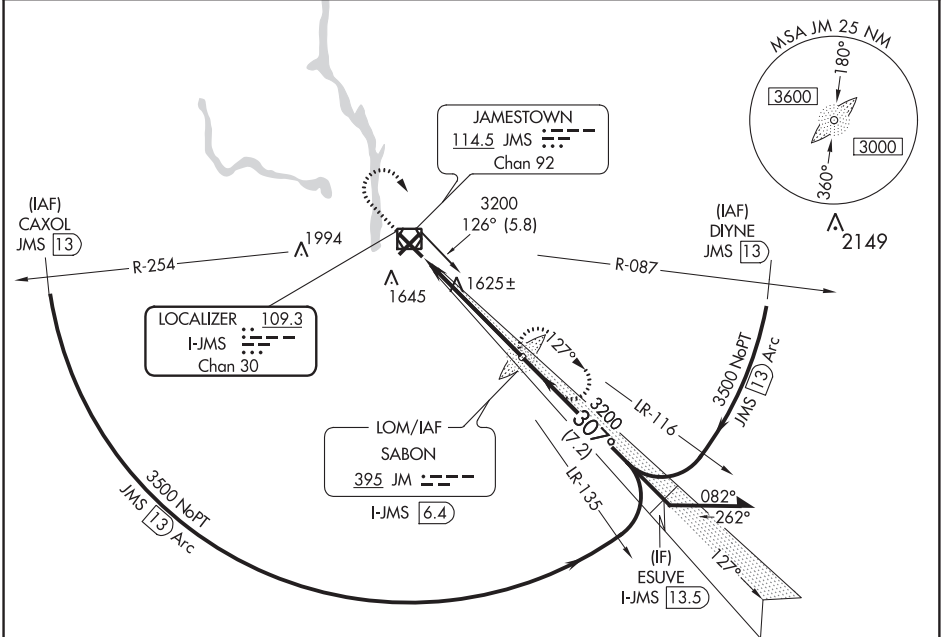 MSA JM 25 NM
180°
3600
3000
360°
2149
JAMESTOWN
114.5 JMS
Chan 92
3200
126° (5.8)
(IAF)
CAXOL
JMS 13
(IAF)
DIYNE
JMS 13
1994
R-254
R-087
1645
1625±
LOCALIZER 109.3
I-JMS
Chan 30
127°
3500 NoPT
JMS 13 Arc
LR-116
3200
307°
(7.2)
LOM/IAF
SABON
395 JM
I-JMS 6.4
LR-135
3500 NoPT
JMS 13 Arc
082°
262°
127°
(IF)
ESUVE
I-JMS 13.5